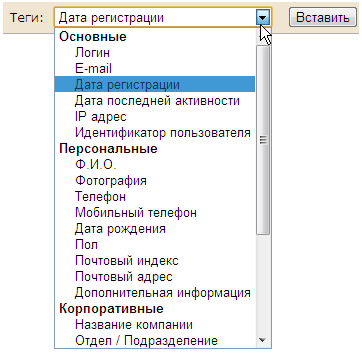 Теги: Дата регистрации Вставить
Основные
Логин
E-mail
Дата регистрации
Дата последней активности
IP адрес
Идентификатор пользователя
Персональные
Ф.И.О.
Фотография
Телефон
Мобильный телефон
Дата рождения
Пол
Почтовый индекс
Почтовый адрес
Дополнительная информация
Корпоративные
Название компании
Отдел / Подразделение